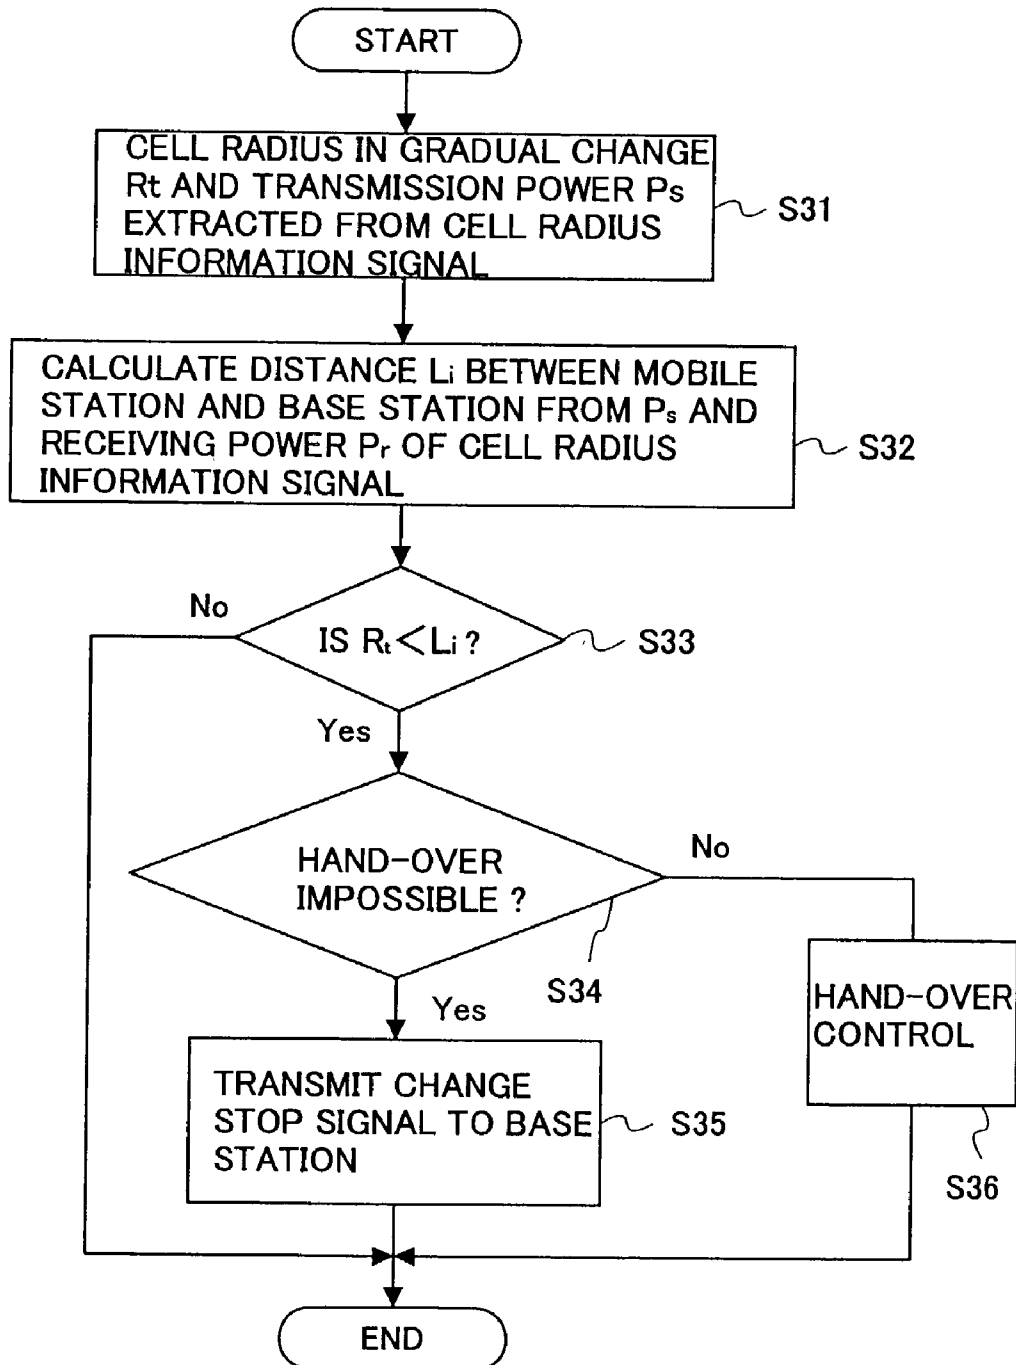 START
CELL RADIUS IN GRADUAL CHANGE
Rt AND TRANSMISSION POWER Ps
EXTRACTED FROM CELL RADIUS
INFORMATION SIGNAL
S31
CALCULATE DISTANCE Li BETWEEN MOBILE
STATION AND BASE STATION FROM Ps AND
RECEIVING POWER Pr OF CELL RADIUS
INFORMATION SIGNAL
S32
No
IS Rt<Li?
S33
Yes
HAND-OVER
IMPOSSIBLE?
No
S34
Yes
HAND-OVER
CONTROL
S36
TRANSMIT CHANGE
STOP SIGNAL TO BASE
STATION
S35
END